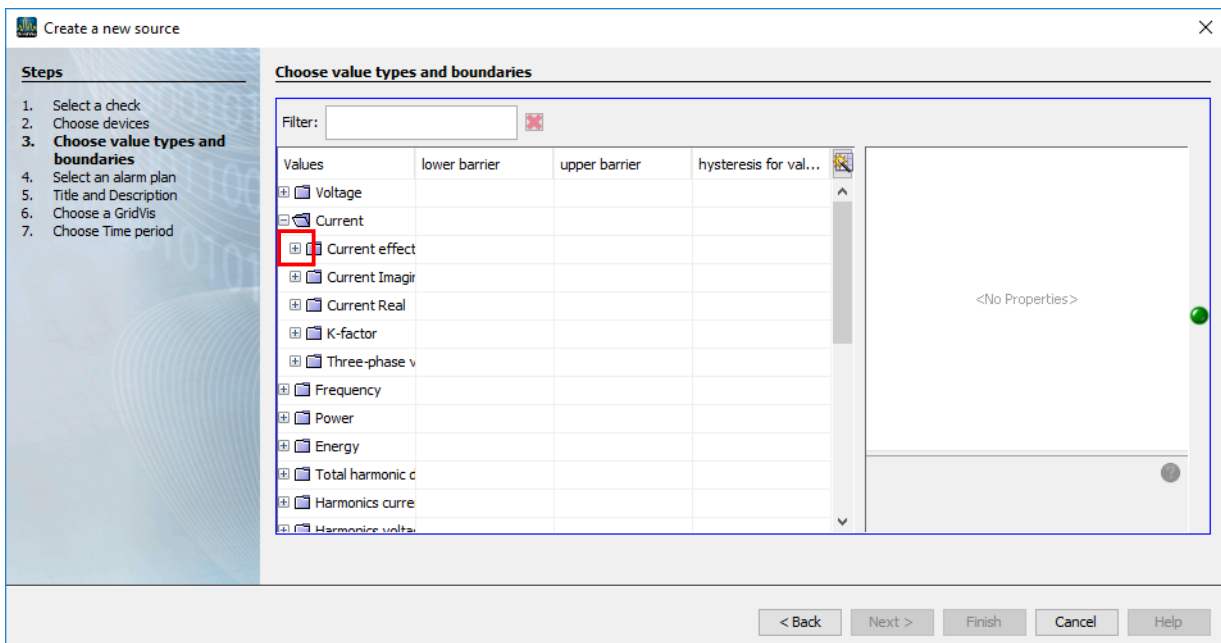 Create a new source
Steps
1. Select a check
2. Choose devices
3. Choose value types and
boundaries
4. Select an alarm plan
5. Title and Description
6. Choose a GridVis
7. Choose Time period
Choose value types and boundaries
Filter:
Values lower barrier upper barrier hysteresis for val...
Voltage
Current
Current effect
Current Imagin
Current Real
K-factor
Three-phase v
Frequency
Power
Energy
Total harmonic d
Harmonics curre
Harmonics volta
<No Properties>
< Back Next > Finish Cancel Help